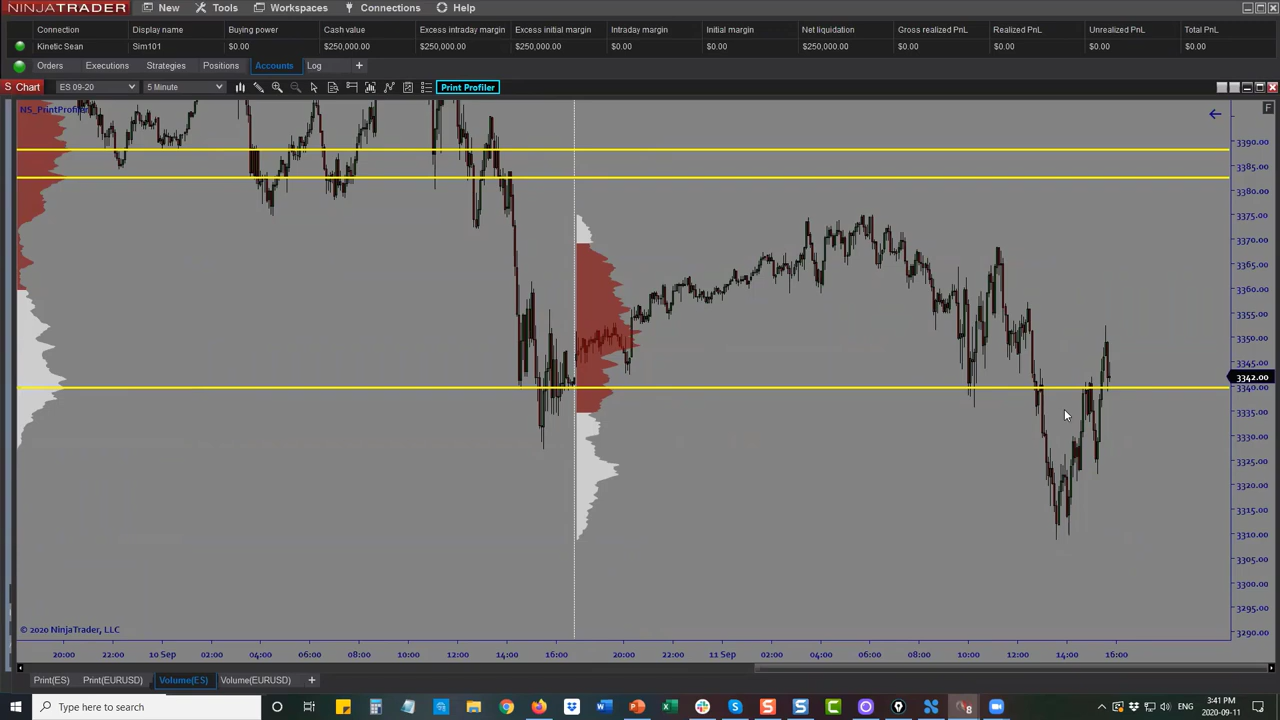 NINJATRADER New Tools Workspaces Connections Help
Connection Display name Buying power Cash value Excess intraday margin Excess initial margin Intraday margin Initial margin Net liquidation Gross realized PnL Realized PnL Unrealized PnL Total PnL
Kinetic Sean Sim101 $0.00 $250,000.00 $250,000.00 $250,000.00 $0.00 $0.00 $250,000.00 $0.00 $0.00 $0.00 $0.00
Orders Executions Strategies Positions Accounts Log +
S Chart ES 09-20 5 Minute Print Profiler
NS_PrintProfiler
F
3390.00
3385.00
3380.00
3375.00
3370.00
3365.00
3360.00
3355.00
3350.00
3345.00
3342.00
3340.00
3335.00
3330.00
3325.00
3320.00
3315.00
3310.00
3305.00
3300.00
3295.00
3290.00
© 2020 NinjaTrader, LLC
20:00 22:00 10 Sep 02:00 04:00 06:00 08:00 10:00 12:00 14:00 16:00 20:00 22:00 11 Sep 02:00 04:00 06:00 08:00 10:00 12:00 14:00 16:00
Print(ES) Print(EURUSD) Volume(ES) Volume(EURUSD) +
Type here to search
ENG
3:41 PM
2020-09-11